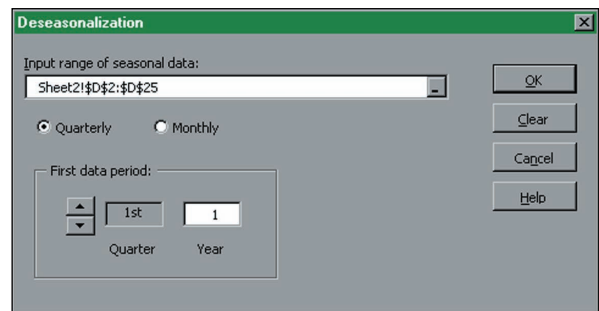 Deseasonalization
Input range of seasonal data:
Sheet2!$D$2:$D$25
OK
Quarterly
Monthly
Clear
Cancel
First data period:
Help
1st
1
Quarter
Year